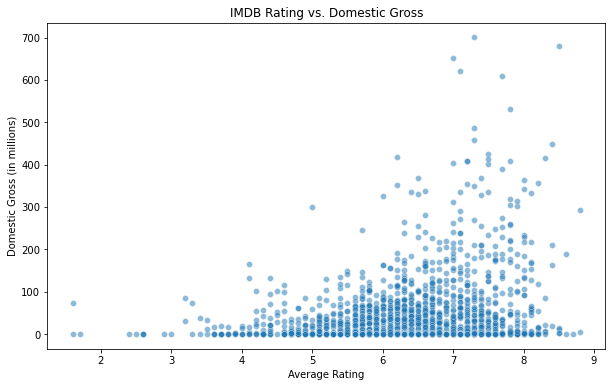 IMDB Rating vs. Domestic Gross
Domestic Gross (in millions)
700
600
500
400
300
200
100
0
2 3 4 5 6 7 8 9
Average Rating